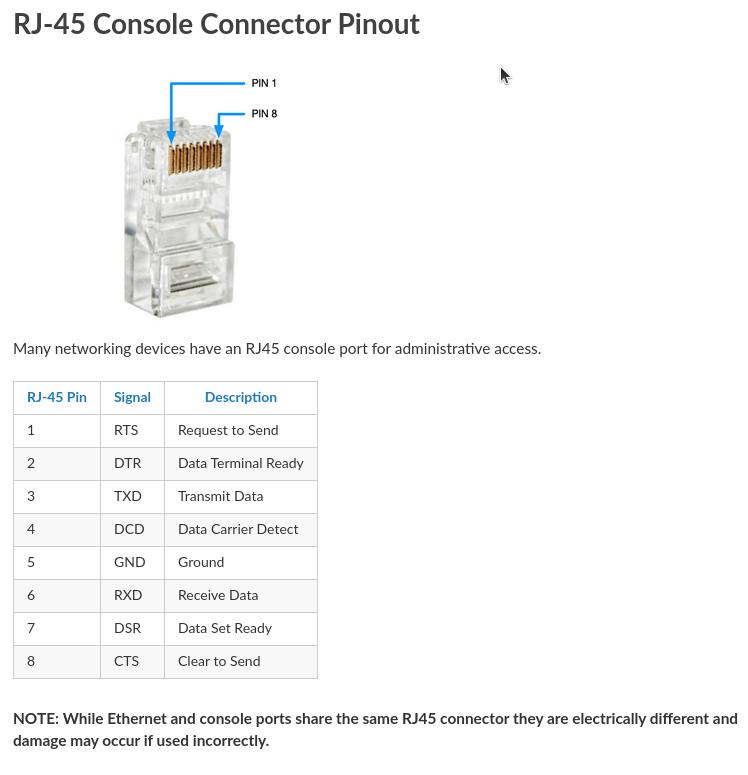 RJ-45 Console Connector Pinout
PIN 1
PIN 8
Many networking devices have an RJ45 console port for administrative access.
RJ-45 Pin Signal Description
1 RTS Request to Send
2 DTR Data Terminal Ready
3 TXD Transmit Data
4 DCD Data Carrier Detect
5 GND Ground
6 RXD Receive Data
7 DSR Data Set Ready
8 CTS Clear to Send
NOTE: While Ethernet and console ports share the same RJ45 connector they are electrically different and
damage may occur if used incorrectly.